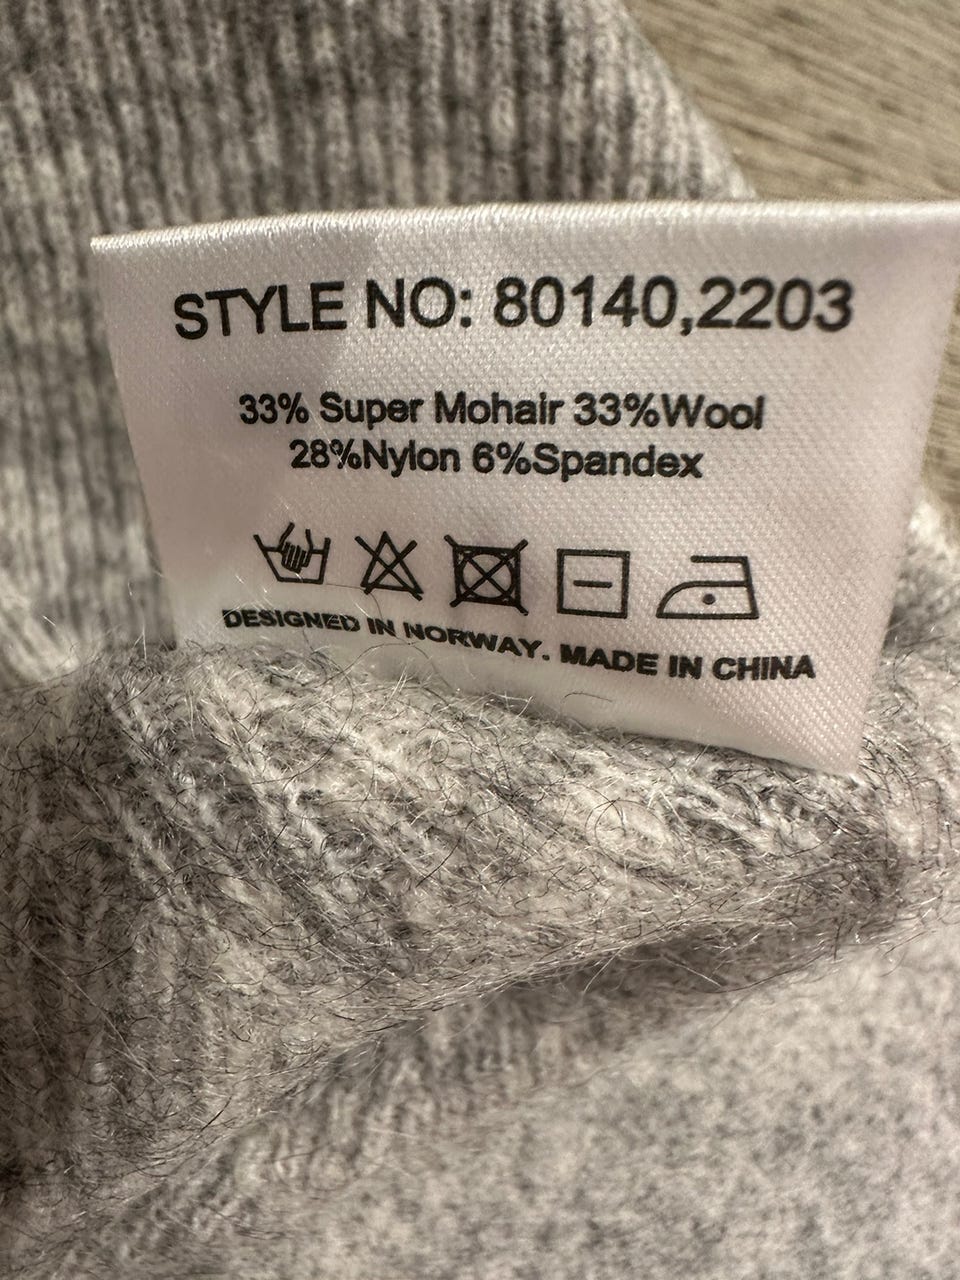 STYLE NO: 80140,2203
33% Super Mohair 33%Wool
28%Nylon 6%Spandex
DESIGNED IN NORWAY. MADE IN CHINA